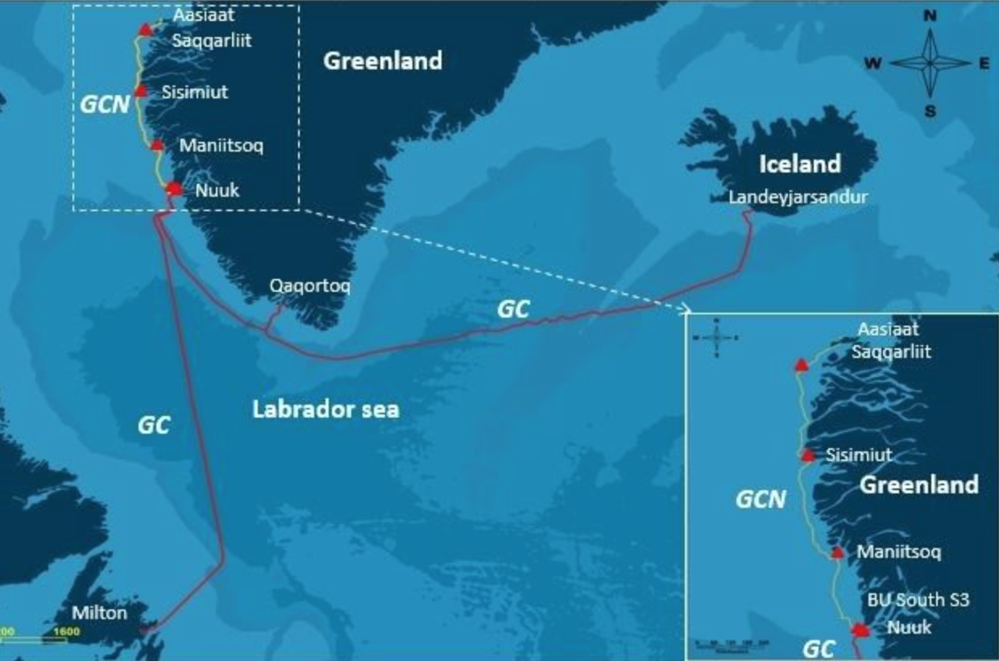 Aasiaat
Saqqarliit
Greenland
Sisimiut
GCN
Maniitsoq
Nuuk
N
W E
S
Iceland
Landeyjarsandur
Qaqortoq
GC
Labrador sea
GC
Milton
1600
Aasiaat
Saqqarliit
Sisimiut
Greenland
GCN
Maniitsoq
BU South S3
Nuuk
GC